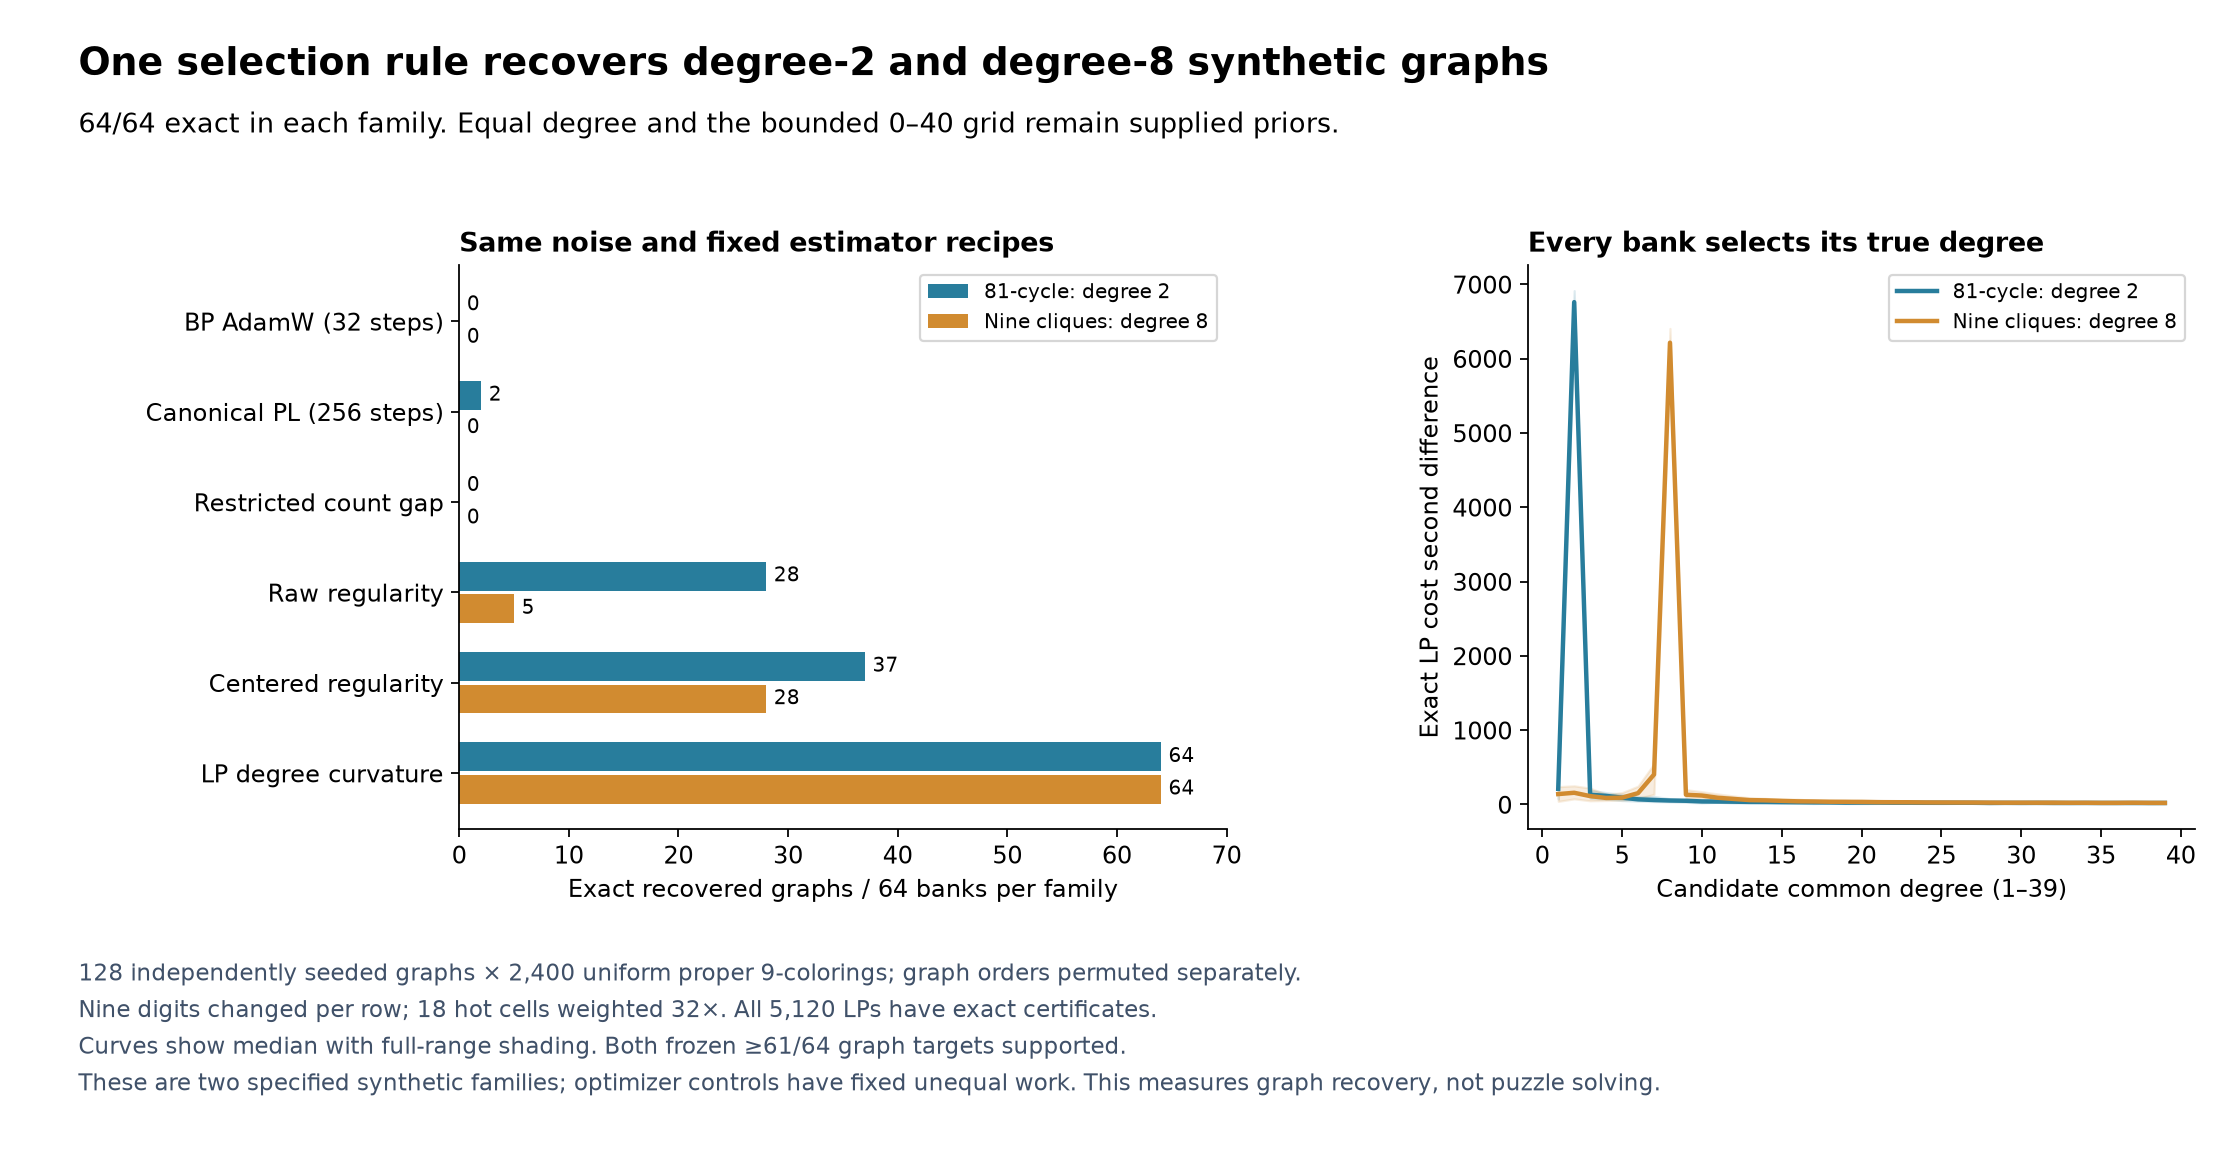 One selection rule recovers degree-2 and degree-8 synthetic graphs
64/64 exact in each family. Equal degree and the bounded 0–40 grid remain supplied priors.
Same noise and fixed estimator recipes
81-cycle: degree 2
Nine cliques: degree 8
BP AdamW (32 steps)
0
0
Canonical PL (256 steps)
2
0
Restricted count gap
0
0
Raw regularity
28
5
Centered regularity
37
28
LP degree curvature
64
64
0 10 20 30 40 50 60 70
Exact recovered graphs / 64 banks per family
Every bank selects its true degree
81-cycle: degree 2
Nine cliques: degree 8
Exact LP cost second difference
7000
6000
5000
4000
3000
2000
1000
0
0 5 10 15 20 25 30 35 40
Candidate common degree (1–39)
128 independently seeded graphs × 2,400 uniform proper 9-colorings; graph orders permuted separately.
Nine digits changed per row; 18 hot cells weighted 32×. All 5,120 LPs have exact certificates.
Curves show median with full-range shading. Both frozen ≥61/64 graph targets supported.
These are two specified synthetic families; optimizer controls have fixed unequal work. This measures graph recovery, not puzzle solving.